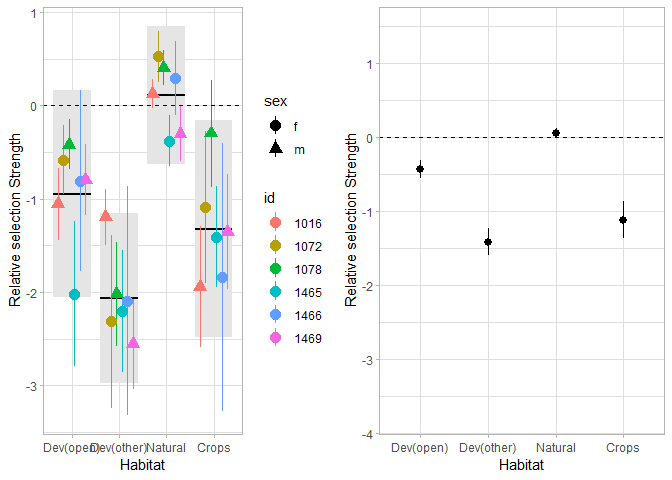 1
0
-1
-2
-3
Relative selection Strength
Dev(open)
Dev(other)
Natural
Crops
Habitat
sex
f
m
id
1016
1072
1078
1465
1466
1469
1
0
-1
-2
-3
-4
Relative selection Strength
Dev(open)
Dev(other)
Natural
Crops
Habitat